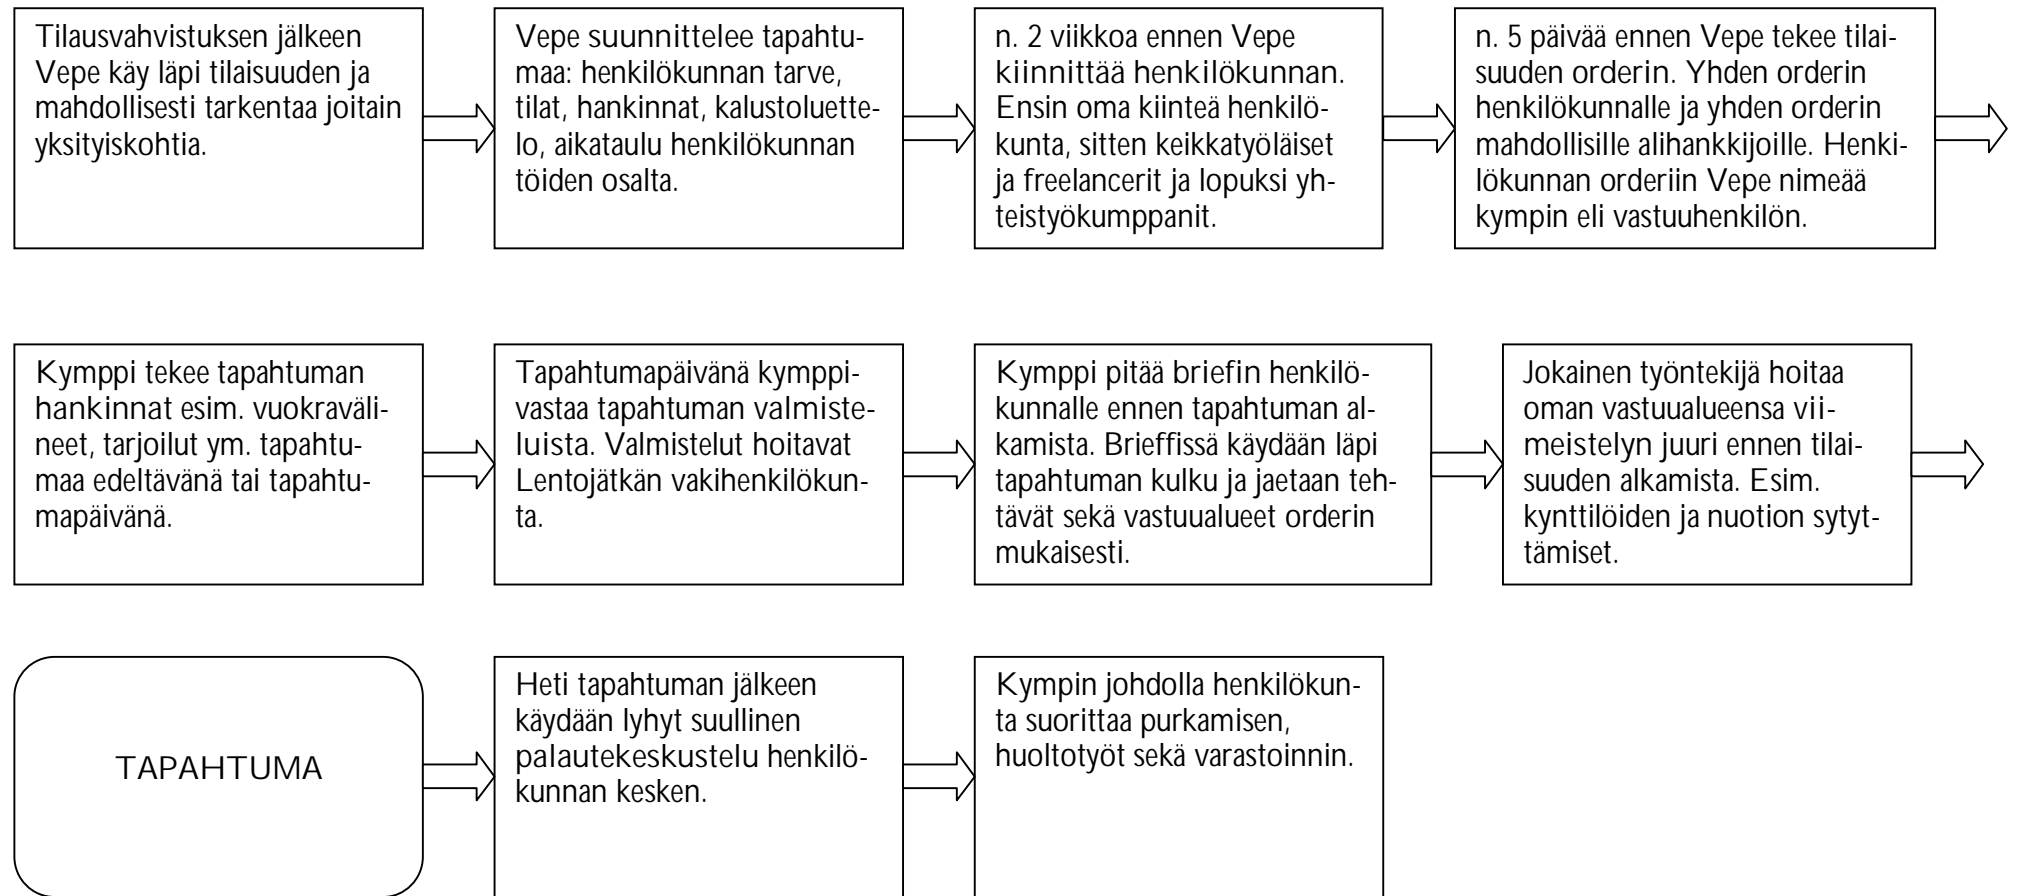 Tilausvahvistuksen jälkeen
Vepe käy läpi tilaisuuden ja
mahdollisesti tarkentaa joitain
yksityiskohtia.
Vepe suunnittelee tapahtu-
maa: henkilökunnan tarve,
tilat, hankinnat, kalustoluette-
lo, aikataulu henkilökunnan
töiden osalta.
n. 2 viikkoa ennen Vepe
kiinnittää henkilökunnan.
Ensin oma kiinteä henkilö-
kunta, sitten keikkatyöläiset
ja freelancerit ja lopuksi yh-
teistyökumppanit.
n. 5 päivää ennen Vepe tekee tilai-
suuden orderin. Yhden orderin
henkilökunnalle ja yhden orderin
mahdollisille alihankkijoille. Henki-
lökunnan orderiin Vepe nimeää
kympin eli vastuuhenkilön.
Kymppi tekee tapahtuman
hankinnat esim. vuokraväli-
neet, tarjoilut ym. tapahtu-
maa edeltävänä tai tapahtu-
mapäivänä.
Tapahtumapäivänä kymppi-
vastaa tapahtuman valmiste-
luista. Valmistelut hoitavat
Lentojätkän vakihenkilökun-
ta.
Kymppi pitää briefin henkilö-
kunnalle ennen tapahtuman al-
kamista. Brieffissä käydään läpi
tapahtuman kulku ja jaetaan teh-
tävät sekä vastuualueet orderin
mukaisesti.
Jokainen työntekijä hoitaa
oman vastuualueensa vii-
meistelyn juuri ennen tilai-
suuden alkamista. Esim.
kynttilöiden ja nuotion sytyt-
tämiset.
TAPAHTUMA
Heti tapahtuman jälkeen
käydään lyhyt suullinen
palautekeskustelu henkilö-
kunnan kesken.
Kympin johdolla henkilökun-
ta suorittaa purkamisen,
huoltotyöt sekä varastoinnin.